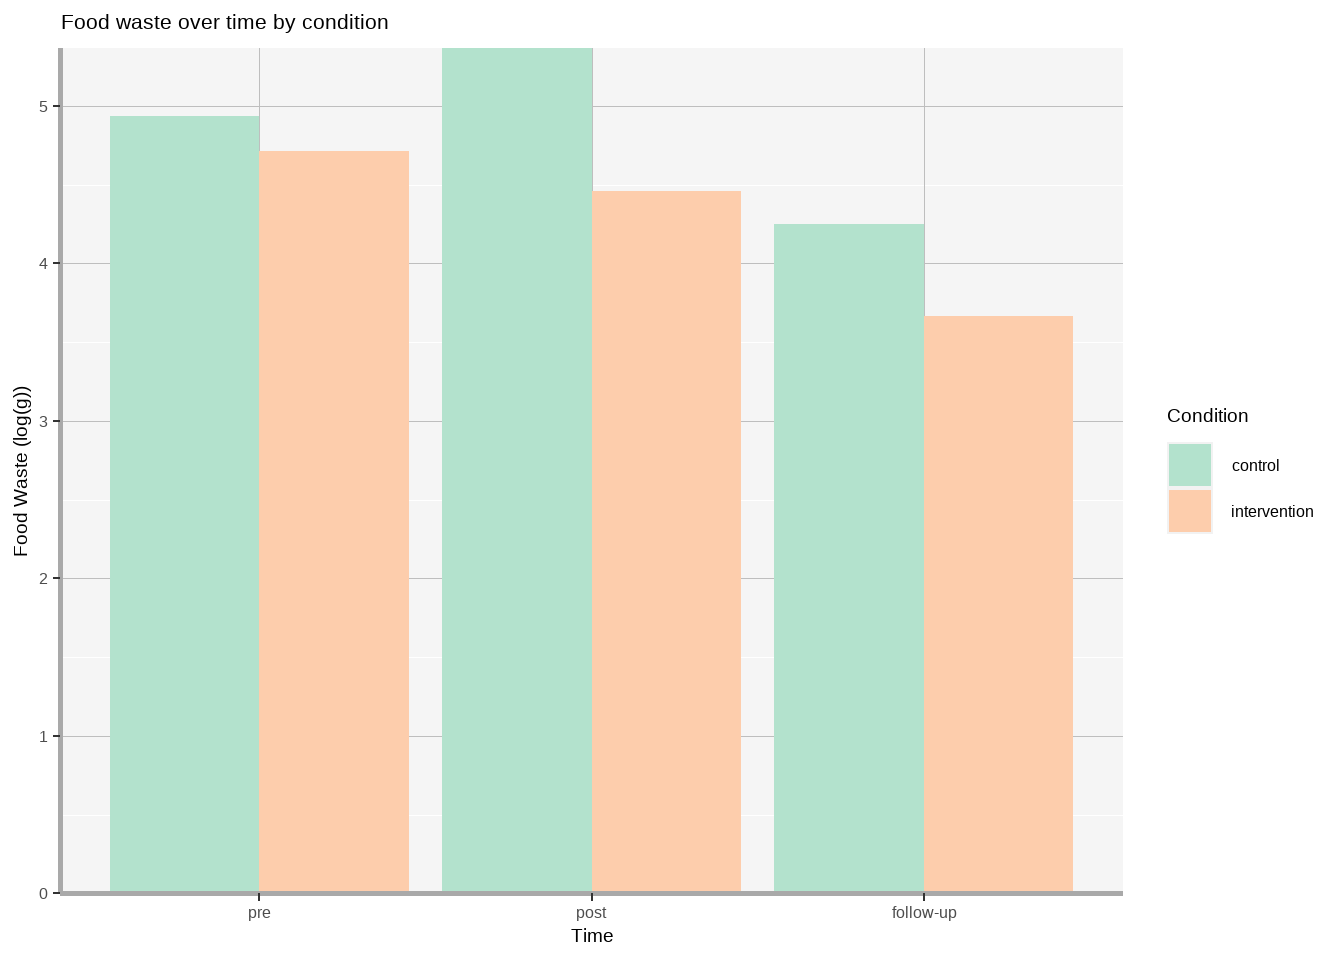 Food waste over time by condition
Food Waste (log(g))
5
4
3
2
1
0
pre post follow-up
Time
Condition
control
intervention